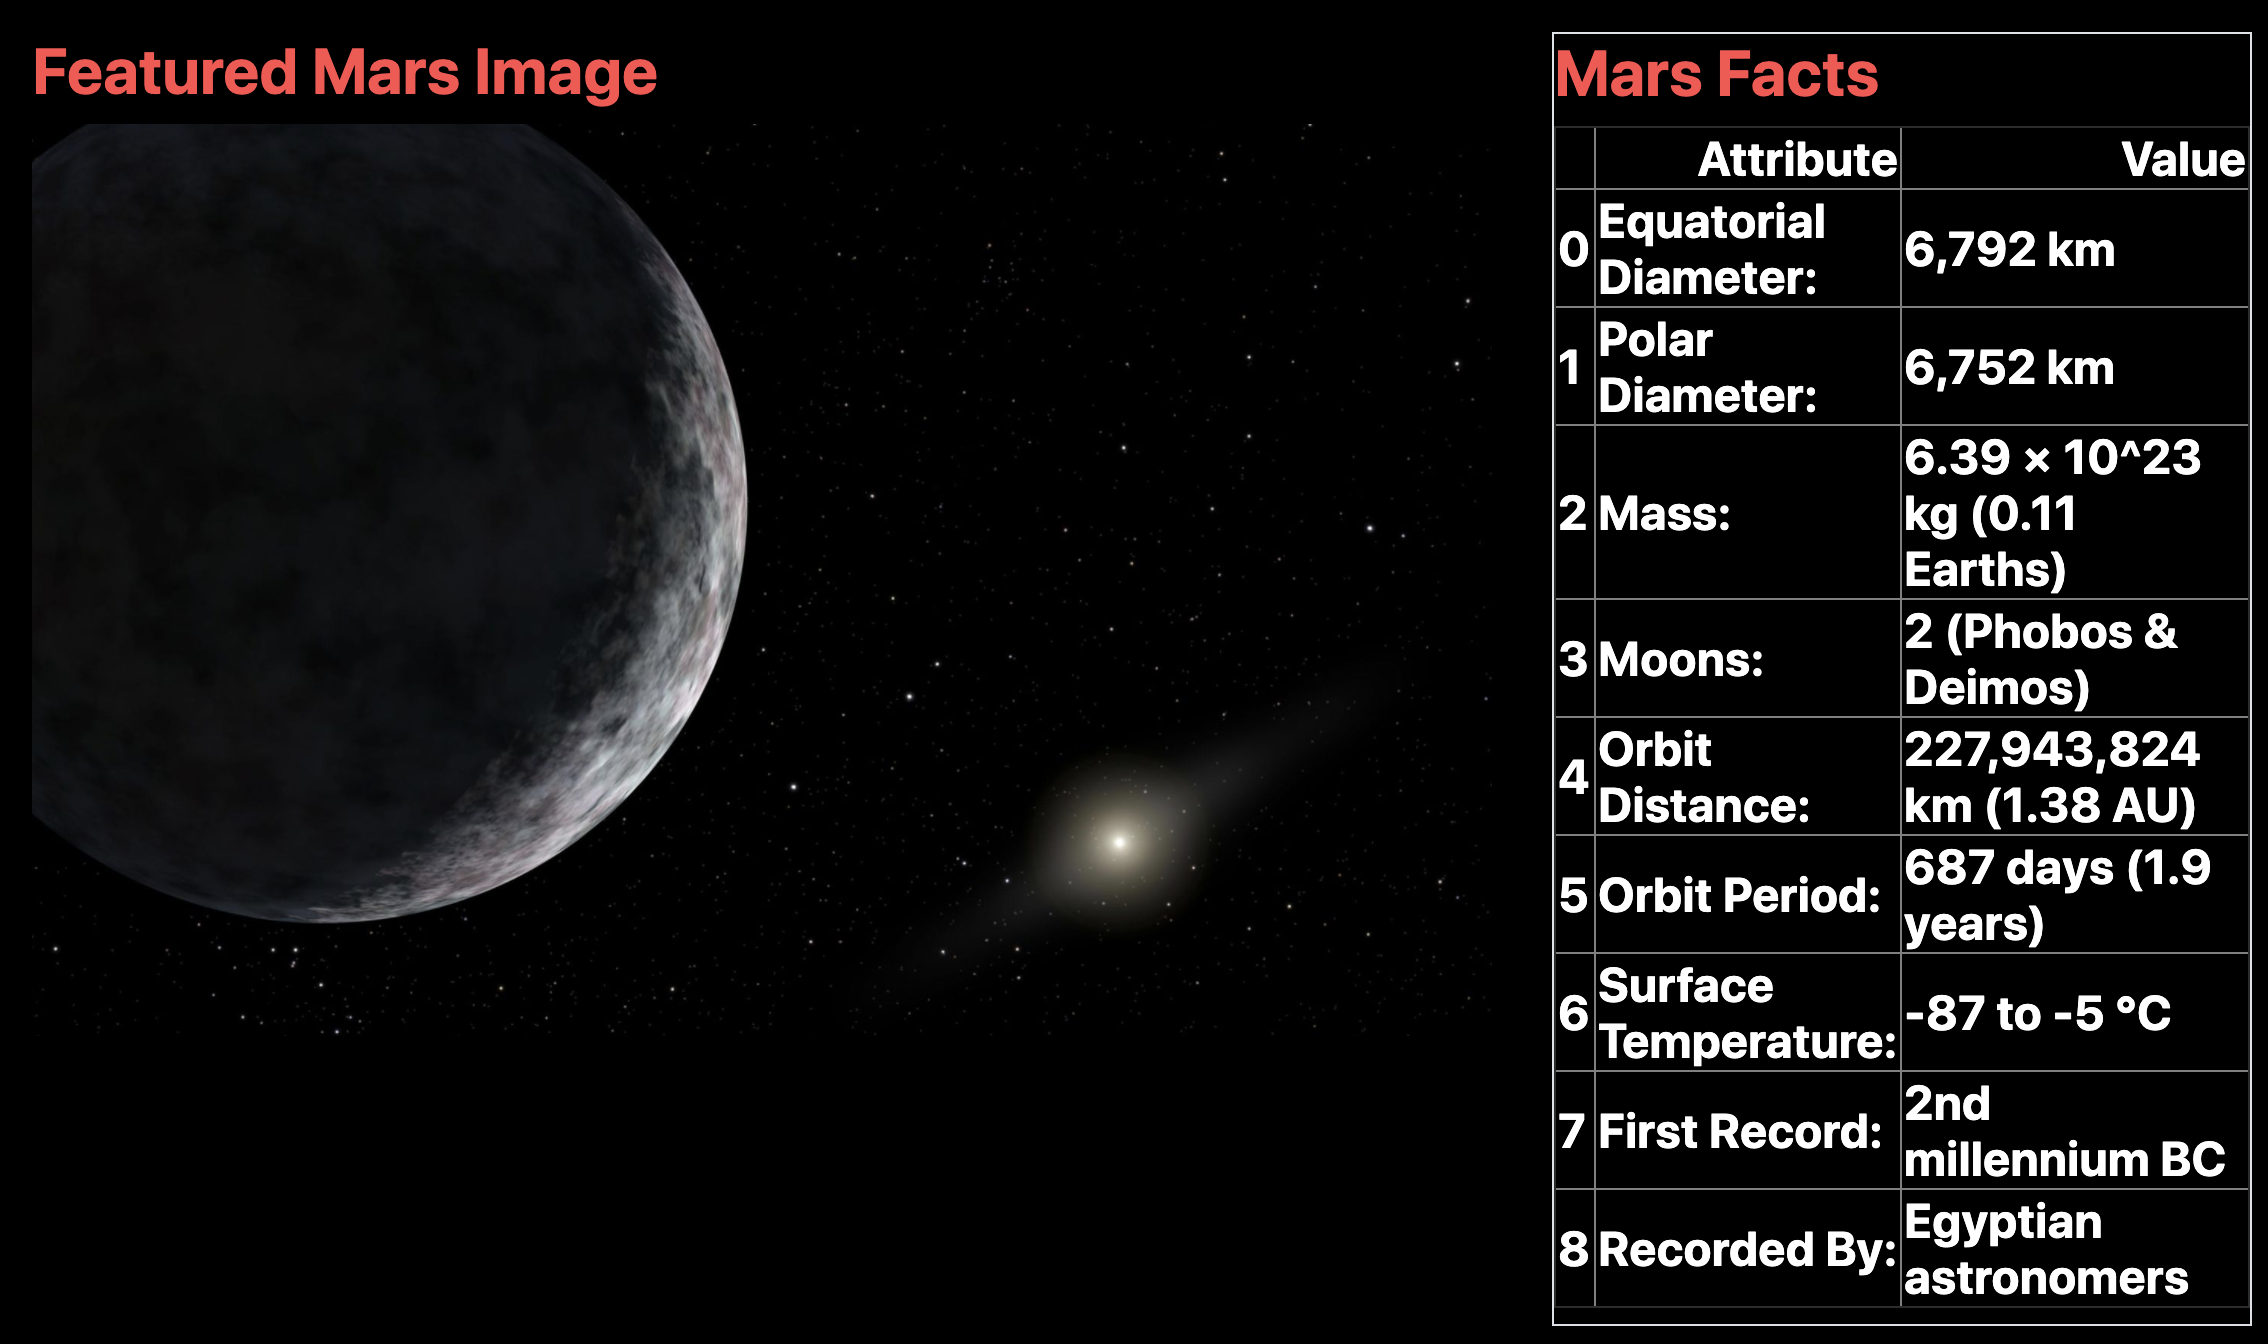 Featured Mars Image
Mars Facts
Attribute Value
0 Equatorial Diameter: 6,792 km
1 Polar Diameter: 6,752 km
2 Mass: 6.39 × 10^23 kg (0.11 Earths)
3 Moons: 2 (Phobos & Deimos)
4 Orbit Distance: 227,943,824 km (1.38 AU)
5 Orbit Period: 687 days (1.9 years)
6 Surface Temperature: -87 to -5 °C
7 First Record: 2nd millennium BC
8 Recorded By: Egyptian astronomers